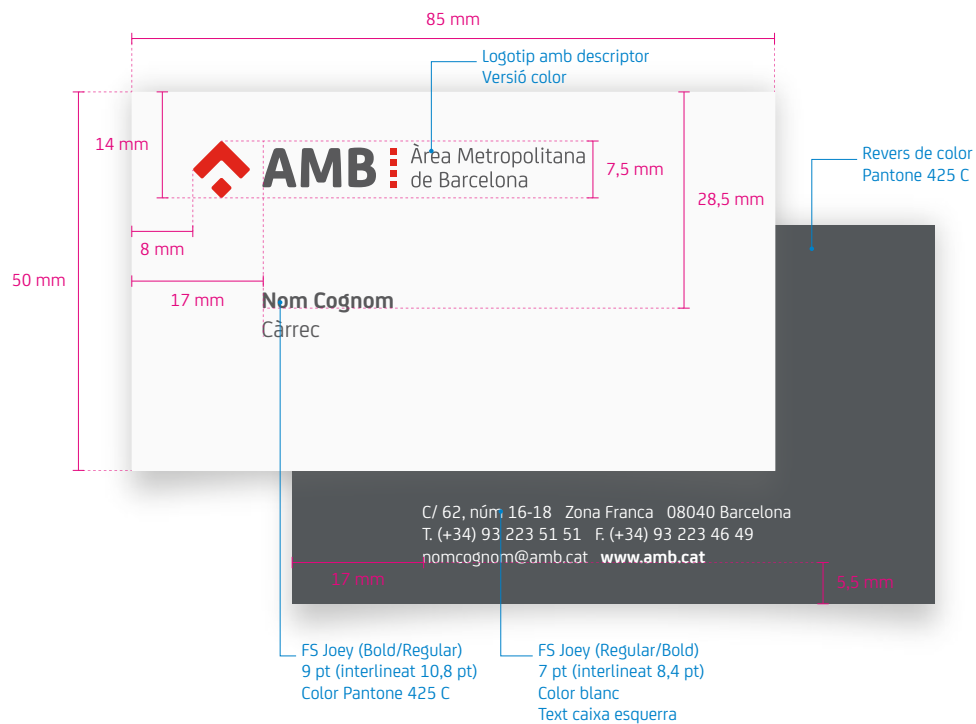 85 mm
Logotip amb descriptor
Versió color
14 mm
AMB
Àrea Metropolitana
de Barcelona
7,5 mm
28,5 mm
Revers de color
Pantone 425 C
8 mm
50 mm
17 mm
Nom Cognom
Càrrec
C/ 62, núm 16-18 Zona Franca 08040 Barcelona
T. (+34) 93 223 51 51 F. (+34) 93 223 46 49
nomcognom@amb.cat www.amb.cat
17 mm
5,5 mm
FS Joey (Bold/Regular)
9 pt (interlineat 10,8 pt)
Color Pantone 425 C
FS Joey (Regular/Bold)
7 pt (interlineat 8,4 pt)
Color blanc
Text caixa esquerra